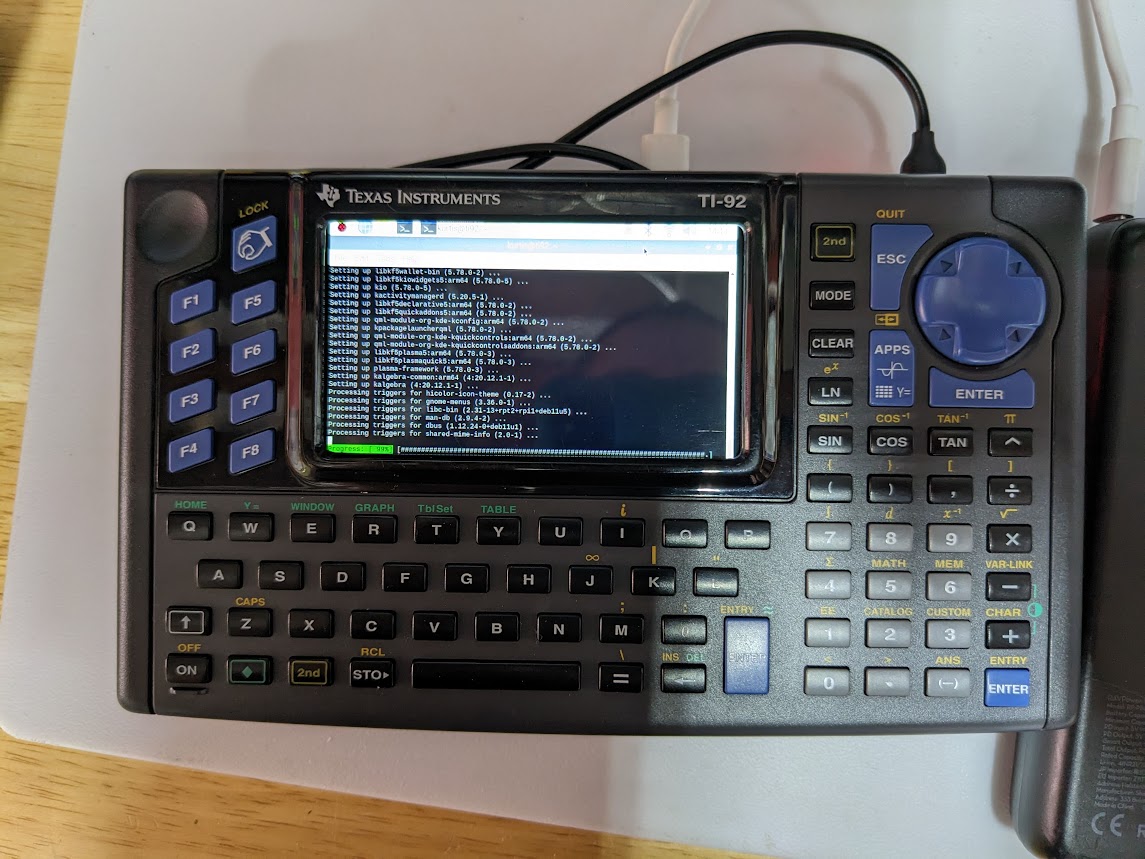 TEXAS INSTRUMENTS
TI-92
LOCK
F1 F5
F2 F6
F3 F7
F4 F8
Setting up libkf5wallet-bin (5.78.0-2) ...
Setting up libkf5kiowidgets5:arm64 (5.78.0-5) ...
Setting up kio (5.78.0-5) ...
Setting up kactivitymanagerd (5.20.5-1) ...
Setting up libkf5declarative5:arm64 (5.78.0-2) ...
Setting up libkf5quickaddons5:arm64 (5.78.0-2) ...
Setting up qml-module-org-kde-kconfig:arm64 (5.78.0-2) ...
Setting up kpackagelauncherqml (5.78.0-2) ...
Setting up qml-module-org-kde-kquickcontrols:arm64 (5.78.0-2) ...
Setting up qml-module-org-kde-kquickcontrolsaddons:arm64 (5.78.0-2) ...
Setting up libkf5plasma5:arm64 (5.78.0-3) ...
Setting up libkf5plasmaquick5:arm64 (5.78.0-3) ...
Setting up plasma-framework (5.78.0-3) ...
Setting up kalgebra-common:arm64 (4:20.12.1-1) ...
Setting up kalgebra (4:20.12.1-1) ...
Processing triggers for hicolor-icon-theme (0.17-2) ...
Processing triggers for gnome-menus (3.36.0-1) ...
Processing triggers for libc-bin (2.31-13+rpt2+rpi1+deb11u5) ...
Processing triggers for man-db (2.9.4-2) ...
Processing triggers for dbus (1.12.24-0+deb11u1) ...
Processing triggers for shared-mime-info (2.0-1) ...
Progress: [ 99%]
QUIT
2nd ESC
MODE
CLEAR APPS
Y=
eˣ
LN ENTER
SIN⁻¹ COS⁻¹ TAN⁻¹ π
SIN COS TAN ^
{ } [ ]
( ) , ÷
∫ d x⁻¹ √
7 8 9 ×
Σ MATH MEM VAR-LINK
4 5 6 −
EE CATALOG CUSTOM CHAR
1 2 3 +
< > ANS ENTRY
0 . (−) ENTER
HOME Y= WINDOW GRAPH TblSet TABLE i
Q W E R T Y U I O P
∞ "
A S D F G H J K L
CAPS ; : ENTRY ≈
↑ Z X C V B N M θ ENTER
OFF RCL \ INS DEL
ON ◆ 2nd STO▶ = ←
CE